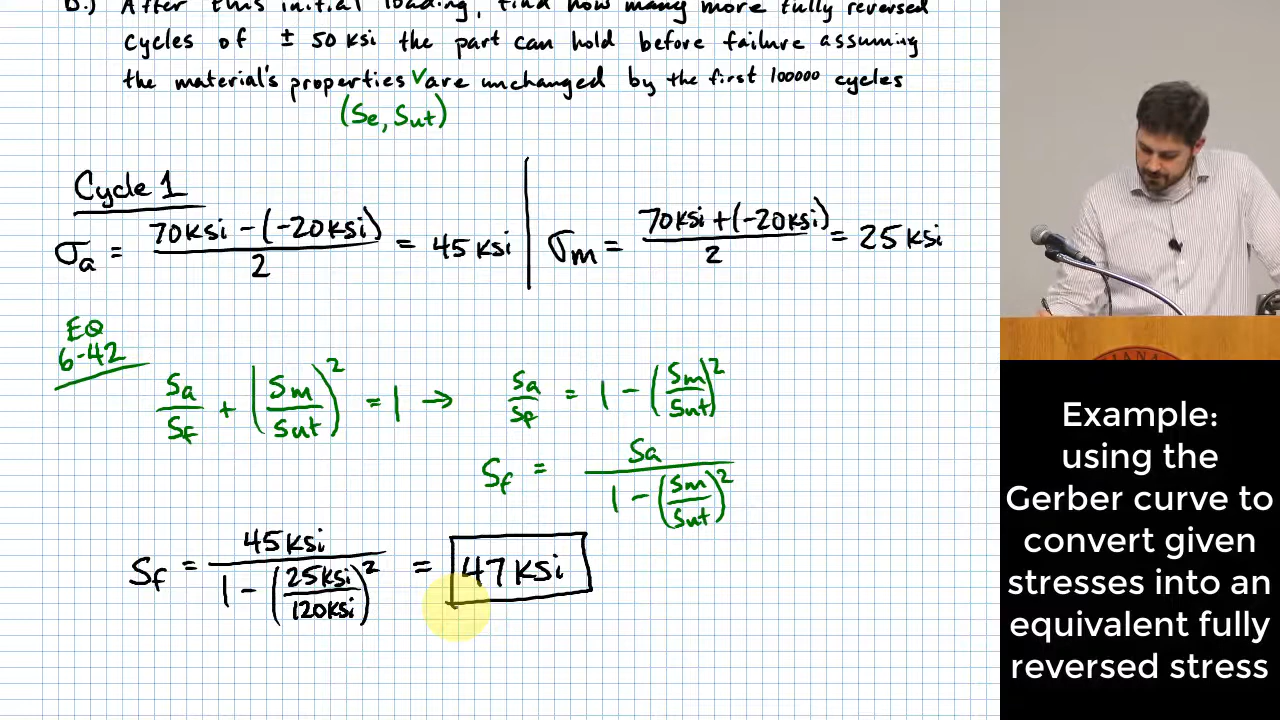 B.) After this initial loading, find how many more fully reversed
cycles of ± 50 ksi the part can hold before failure assuming
the material's properties are unchanged by the first 100000 cycles
(Se, Sut)
Cycle 1
σa = 70ksi - (-20ksi) / 2 = 45 ksi
σm = 70ksi + (-20ksi) / 2 = 25 ksi
EQ
6-42
Sa/Sf + (Sm/Sut)² = 1 → Sa/Sf = 1 - (Sm/Sut)²
Sf = Sa / 1 - (Sm/Sut)²
Sf = 45ksi / 1 - (25ksi/120ksi)² = 47 ksi
Example:
using the
Gerber curve to
convert given
stresses into an
equivalent fully
reversed stress